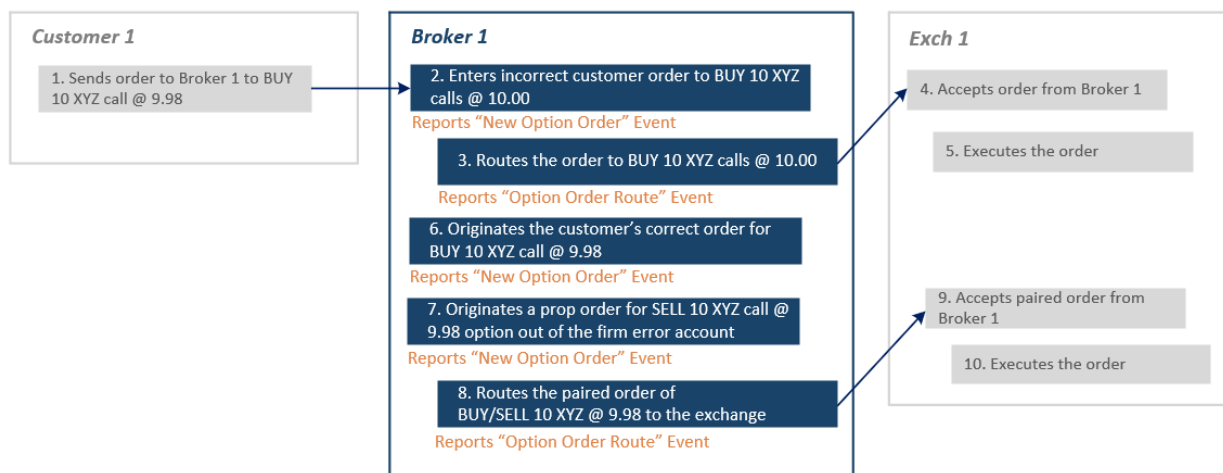 Customer 1
1. Sends order to Broker 1 to BUY
10 XYZ call @ 9.98
Broker 1
2. Enters incorrect customer order to BUY 10 XYZ
calls @ 10.00
Reports “New Option Order” Event
3. Routes the order to BUY 10 XYZ calls @ 10.00
Reports “Option Order Route” Event
6. Originates the customer’s correct order for
BUY 10 XYZ call @ 9.98
Reports “New Option Order” Event
7. Originates a prop order for SELL 10 XYZ call @
9.98 option out of the firm error account
Reports “New Option Order” Event
8. Routes the paired order of
BUY/SELL 10 XYZ @ 9.98 to the exchange
Reports “Option Order Route” Event
Exch 1
4. Accepts order from Broker 1
5. Executes the order
9. Accepts paired order from
Broker 1
10. Executes the order